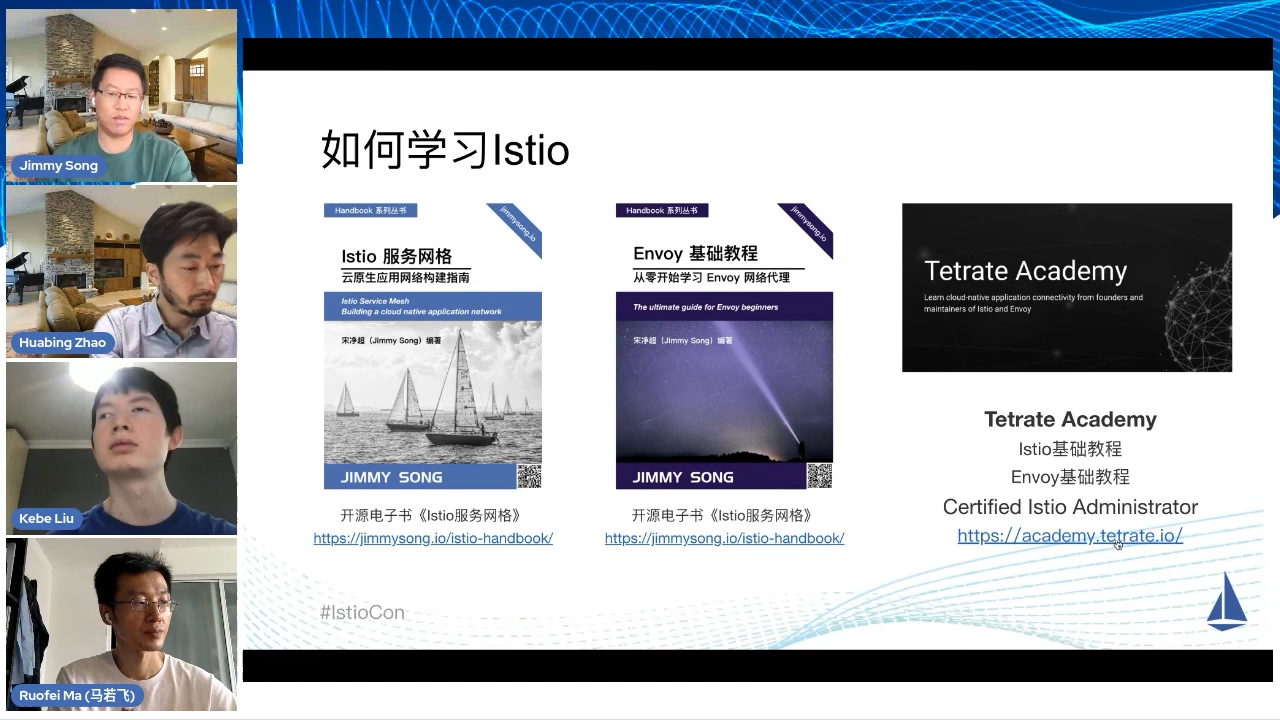 Jimmy Song
Huabing Zhao
Kebe Liu
Ruofei Ma (马若飞)
如何学习Istio
Handbook 系列丛书
jimmysong.io
Istio 服务网格
云原生应用网络构建指南
Istio Service Mesh
Building a cloud native application network
宋净超（Jimmy Song）编著
JIMMY SONG
开源电子书《Istio服务网格》
https://jimmysong.io/istio-handbook/
Handbook 系列丛书
jimmysong.io
Envoy 基础教程
从零开始学习 Envoy 网络代理
The ultimate guide for Envoy beginners
宋净超（Jimmy Song）编著
JIMMY SONG
开源电子书《Istio服务网格》
https://jimmysong.io/istio-handbook/
Tetrate Academy
Learn cloud-native application connectivity from founders and
maintainers of Istio and Envoy
Tetrate Academy
Istio基础教程
Envoy基础教程
Certified Istio Administrator
https://academy.tetrate.io/
#IstioCon